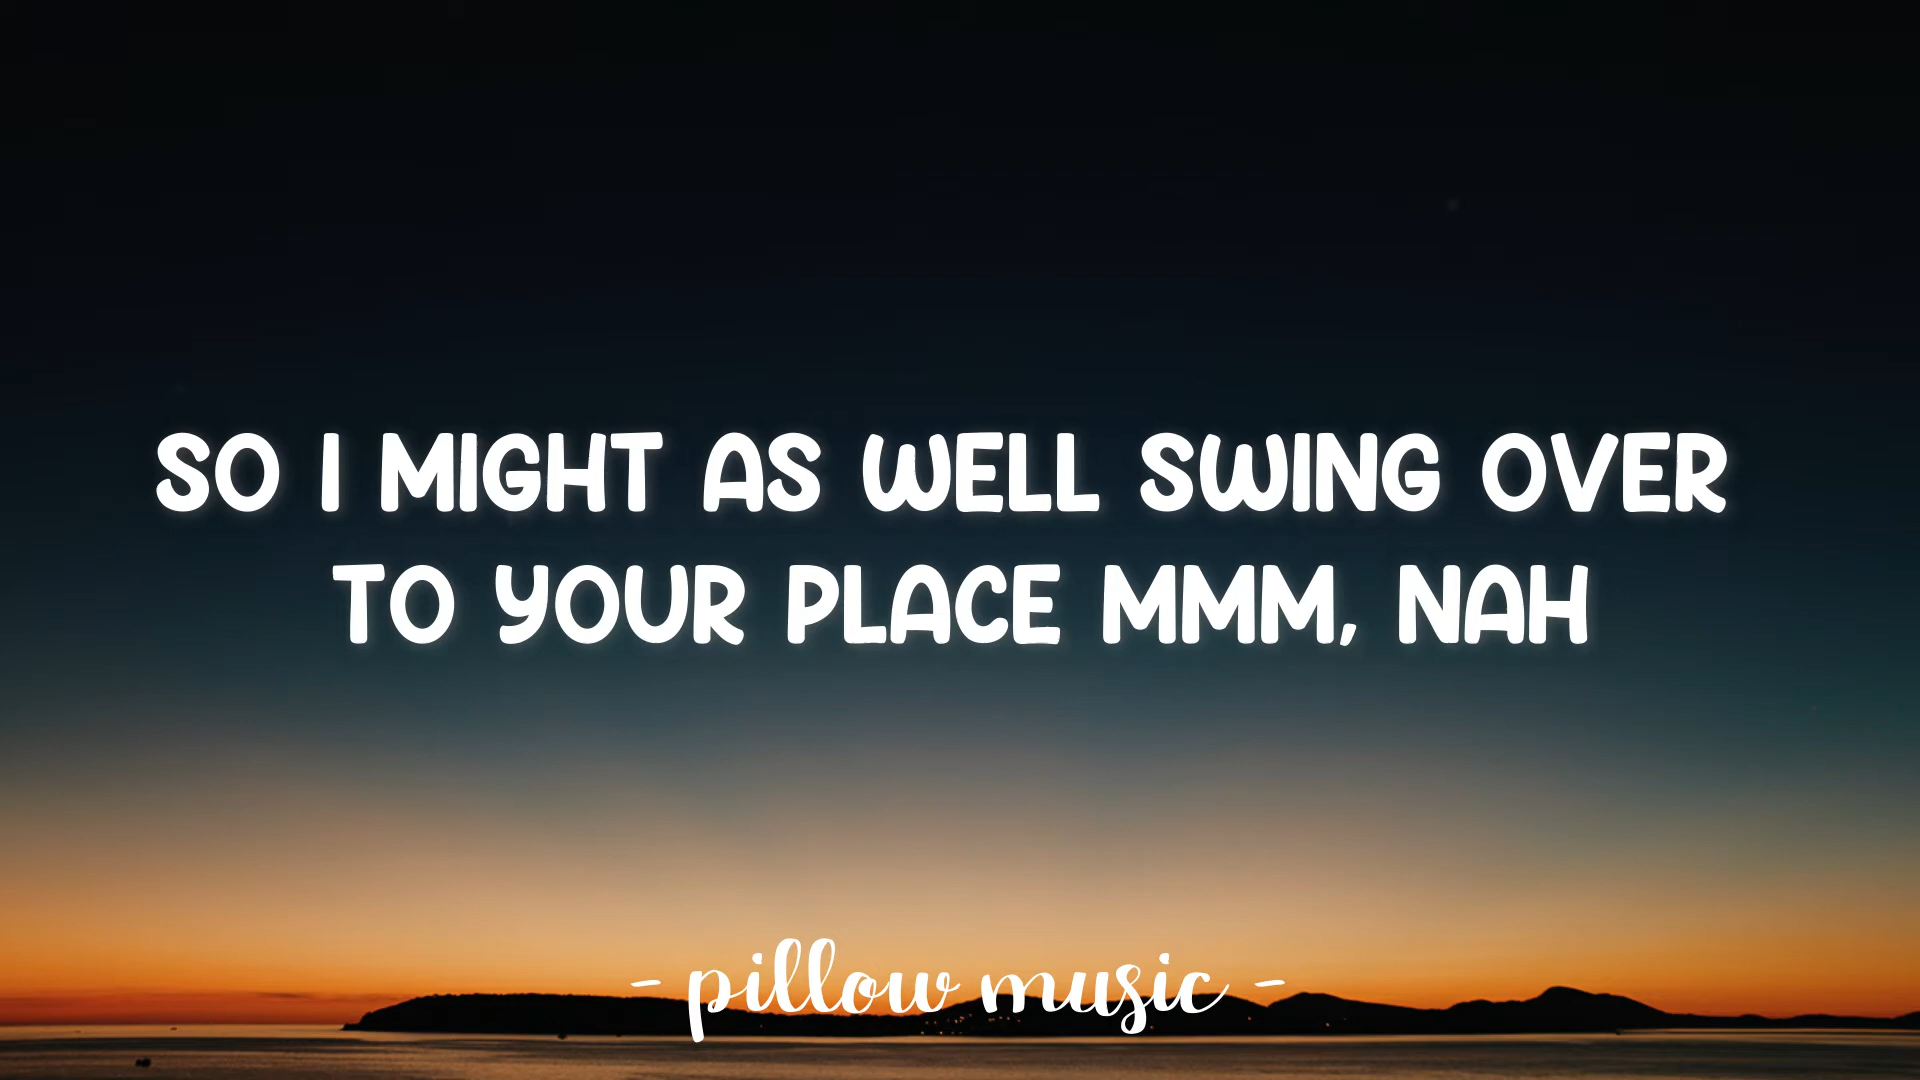 SO I MIGHT AS WELL SWING OVER
TO YOUR PLACE MMM, NAH
- pillow music -